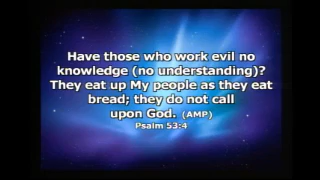 Have those who work evil no
knowledge (no understanding)?
They eat up My people as they eat
bread; they do not call
upon God. (AMP)
Psalm 53:4